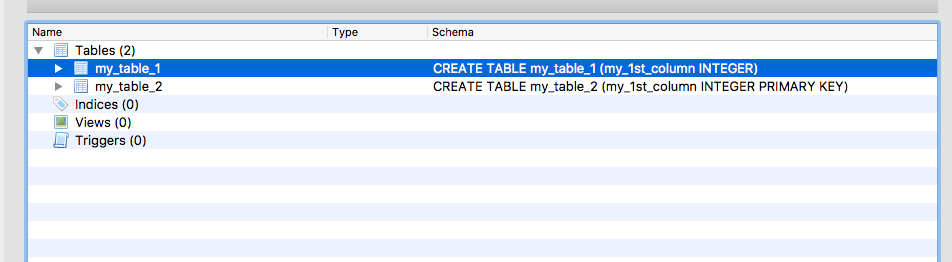 Name Type Schema
Tables (2)
my_table_1 CREATE TABLE my_table_1 (my_1st_column INTEGER)
my_table_2 CREATE TABLE my_table_2 (my_1st_column INTEGER PRIMARY KEY)
Indices (0)
Views (0)
Triggers (0)